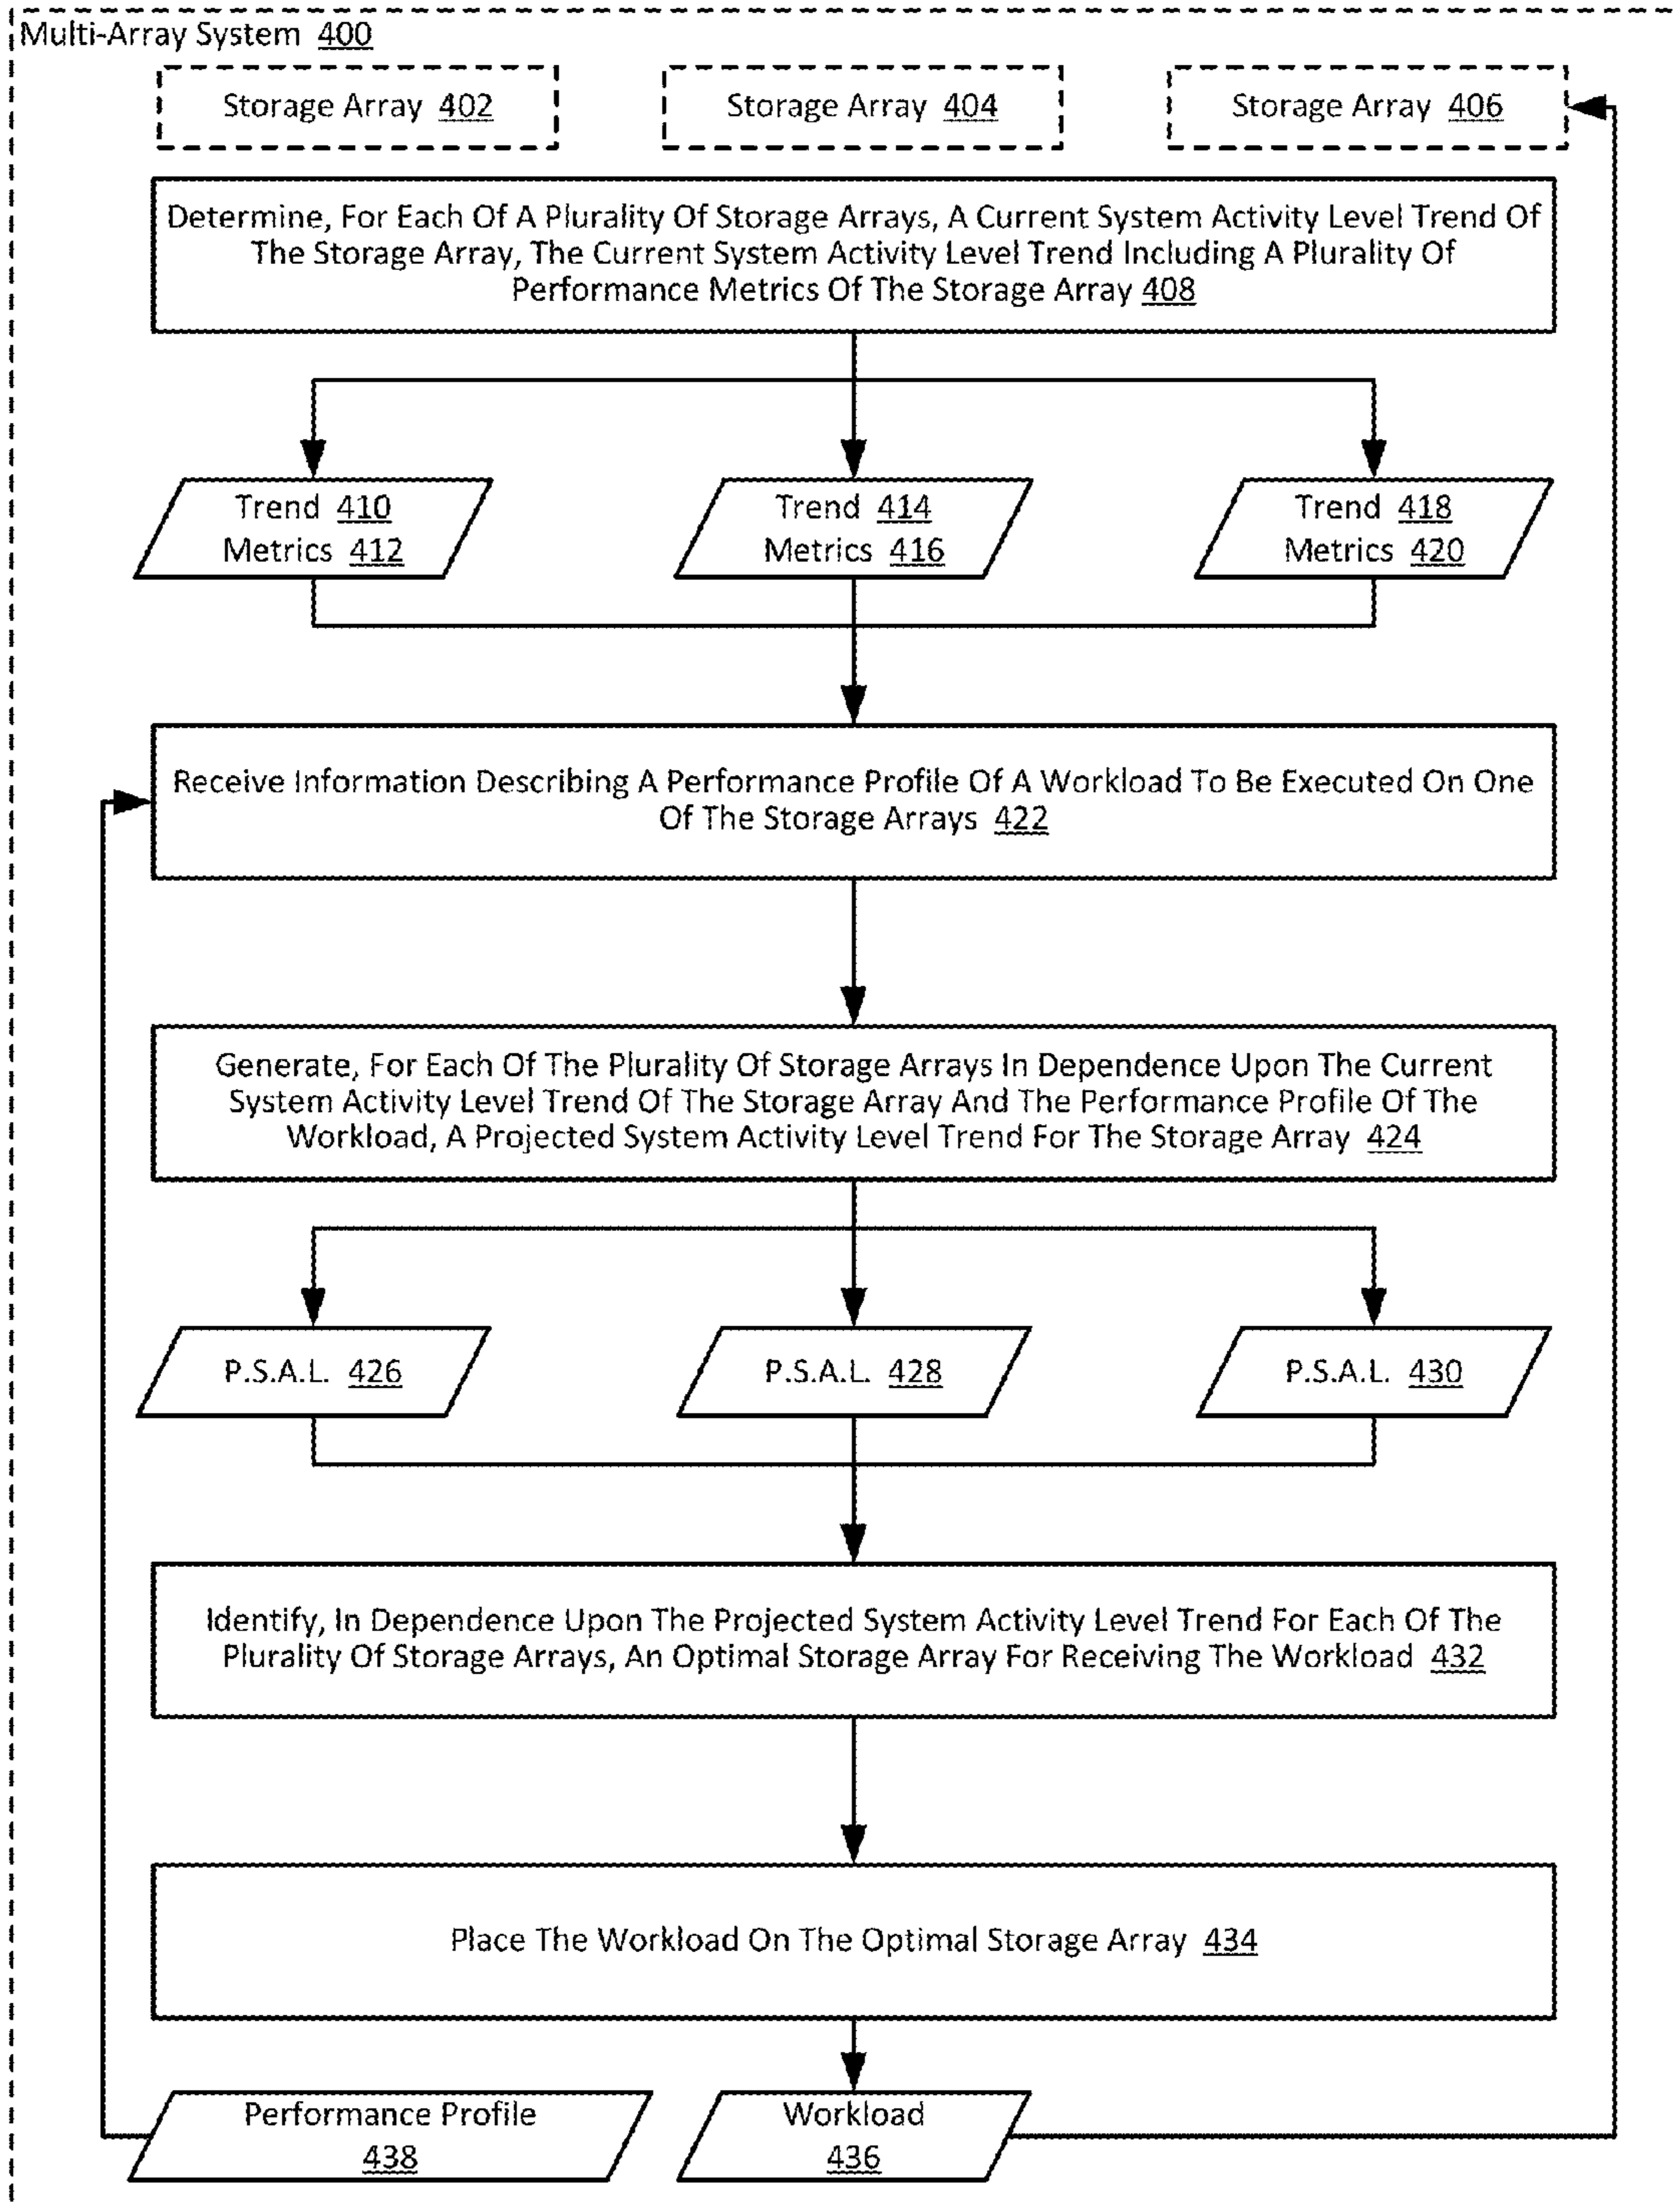 Multi-Array System 400
Storage Array 402
Storage Array 404
Storage Array 406
Determine, For Each Of A Plurality Of Storage Arrays, A Current System Activity Level Trend Of
The Storage Array, The Current System Activity Level Trend Including A Plurality Of
Performance Metrics Of The Storage Array 408
Trend 410
Metrics 412
Trend 414
Metrics 416
Trend 418
Metrics 420
Receive Information Describing A Performance Profile Of A Workload To Be Executed On One
Of The Storage Arrays 422
Generate, For Each Of The Plurality Of Storage Arrays In Dependence Upon The Current
System Activity Level Trend Of The Storage Array And The Performance Profile Of The
Workload, A Projected System Activity Level Trend For The Storage Array 424
P.S.A.L. 426
P.S.A.L. 428
P.S.A.L. 430
Identify, In Dependence Upon The Projected System Activity Level Trend For Each Of The
Plurality Of Storage Arrays, An Optimal Storage Array For Receiving The Workload 432
Place The Workload On The Optimal Storage Array 434
Performance Profile
438
Workload
436